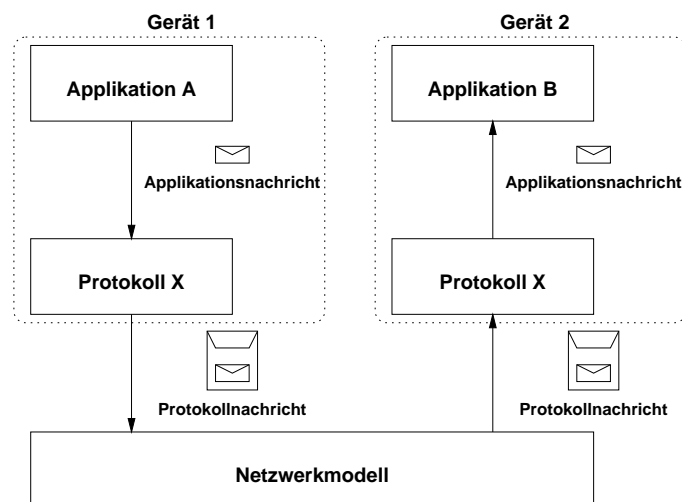 Gerät 1
Gerät 2
Applikation A
Applikation B
Applikationsnachricht
Applikationsnachricht
Protokoll X
Protokoll X
Protokollnachricht
Protokollnachricht
Netzwerkmodell